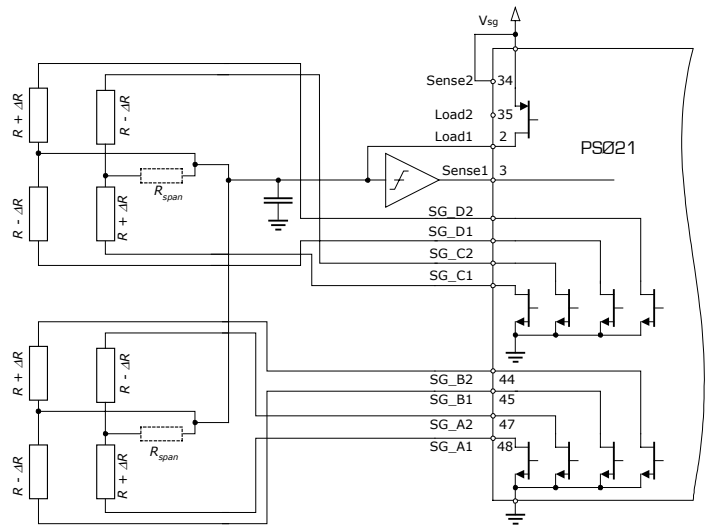 Vsg
Sense2 34
Load2 35
Load1 2
PS021
Sense1 3
R + ΔR
R - ΔR
Rspan
R - ΔR
R + ΔR
SG_D2
SG_D1
SG_C2
SG_C1
R + ΔR
R - ΔR
Rspan
R - ΔR
R + ΔR
SG_B2 44
SG_B1 45
SG_A2 47
SG_A1 48